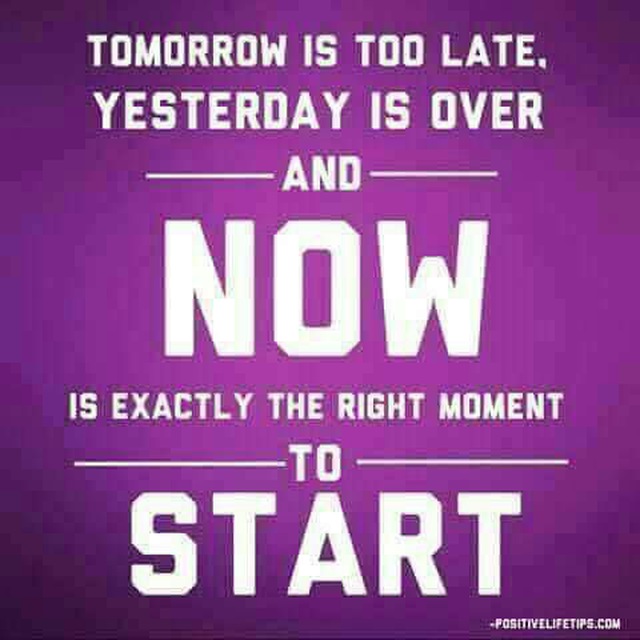 TOMORROW IS TOO LATE,
YESTERDAY IS OVER
AND
NOW
IS EXACTLY THE RIGHT MOMENT
TO
START
-POSITIVELIFETIPS.COM